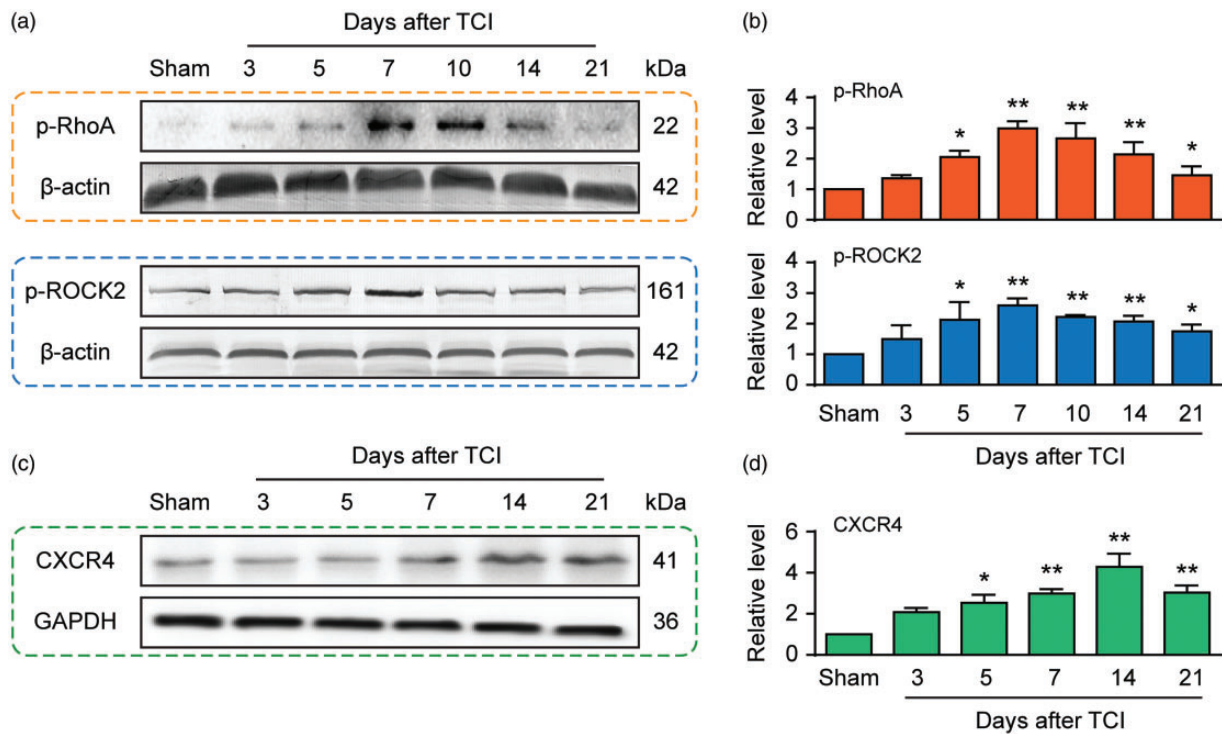 (a)
Days after TCI
Sham 3 5 7 10 14 21 kDa
p-RhoA 22
β-actin 42
p-ROCK2 161
β-actin 42
(b)
p-RhoA
Relative level
4
3
2
1
0
* ** ** ** *
p-ROCK2
Relative level
4
3
2
1
0
* ** ** ** *
Sham 3 5 7 10 14 21
Days after TCI
(c)
Days after TCI
Sham 3 5 7 14 21 kDa
CXCR4 41
GAPDH 36
(d)
CXCR4
Relative level
6
4
2
0
* ** ** **
Sham 3 5 7 14 21
Days after TCI